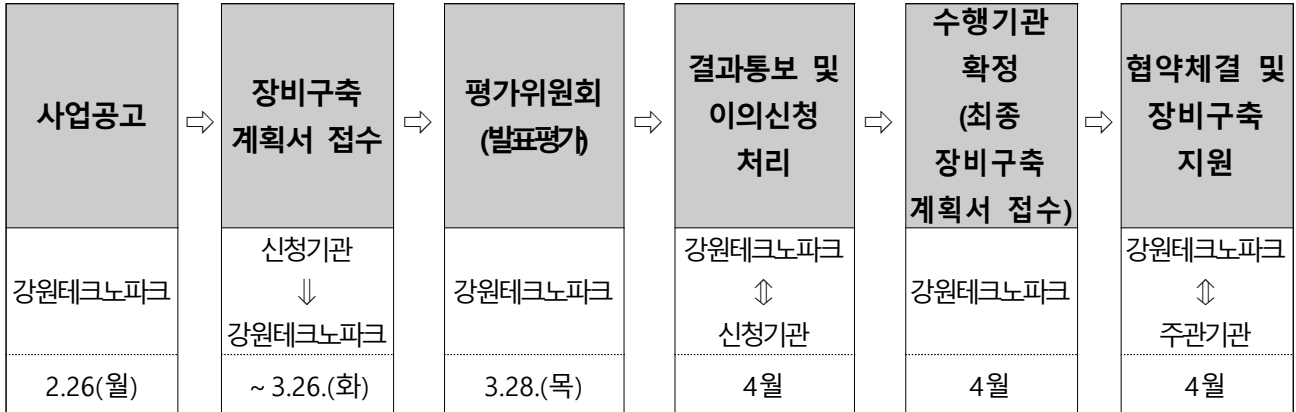 사업공고
⇨
장비구축
계획서 접수
⇨
평가위원회
(발표평가)
⇨
결과통보 및
이의신청
처리
⇨
수행기관
확정
(최종
장비구축
계획서 접수)
⇨
협약체결 및
장비구축
지원
강원테크노파크
신청기관
⇓
강원테크노파크
강원테크노파크
강원테크노파크
⇕
신청기관
강원테크노파크
강원테크노파크
⇕
주관기관
2.26(월)
~ 3.26.(화)
3.28.(목)
4월
4월
4월